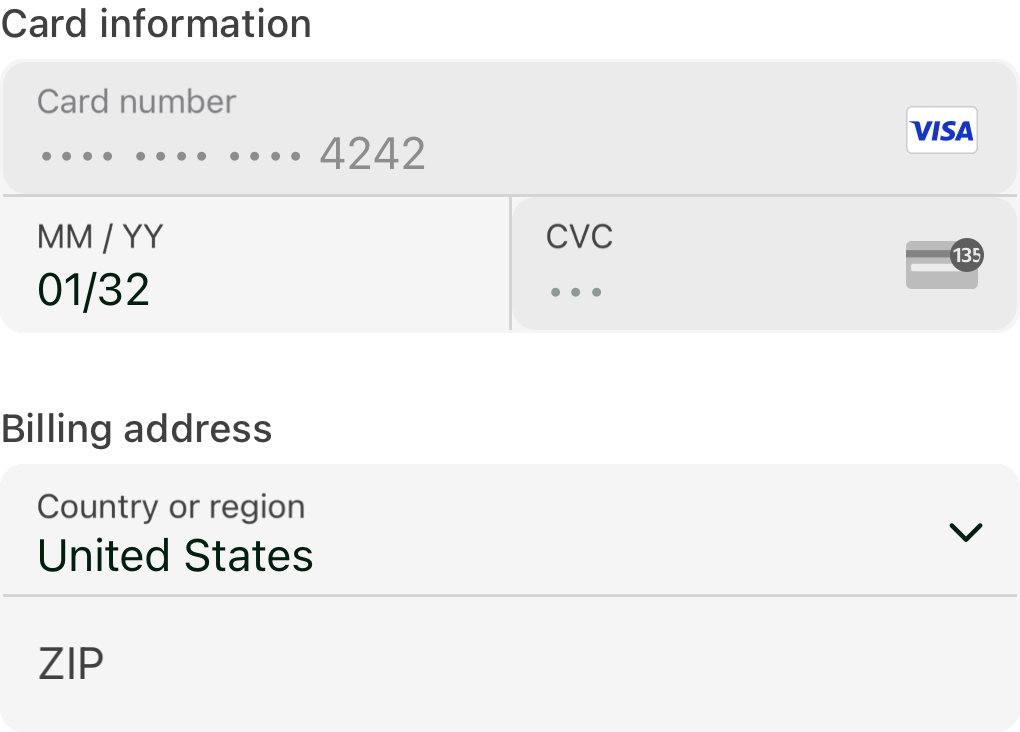 Card information
Card number
•••• •••• •••• 4242
VISA
MM / YY
01/32
CVC
•••
135
Billing address
Country or region
United States
ZIP